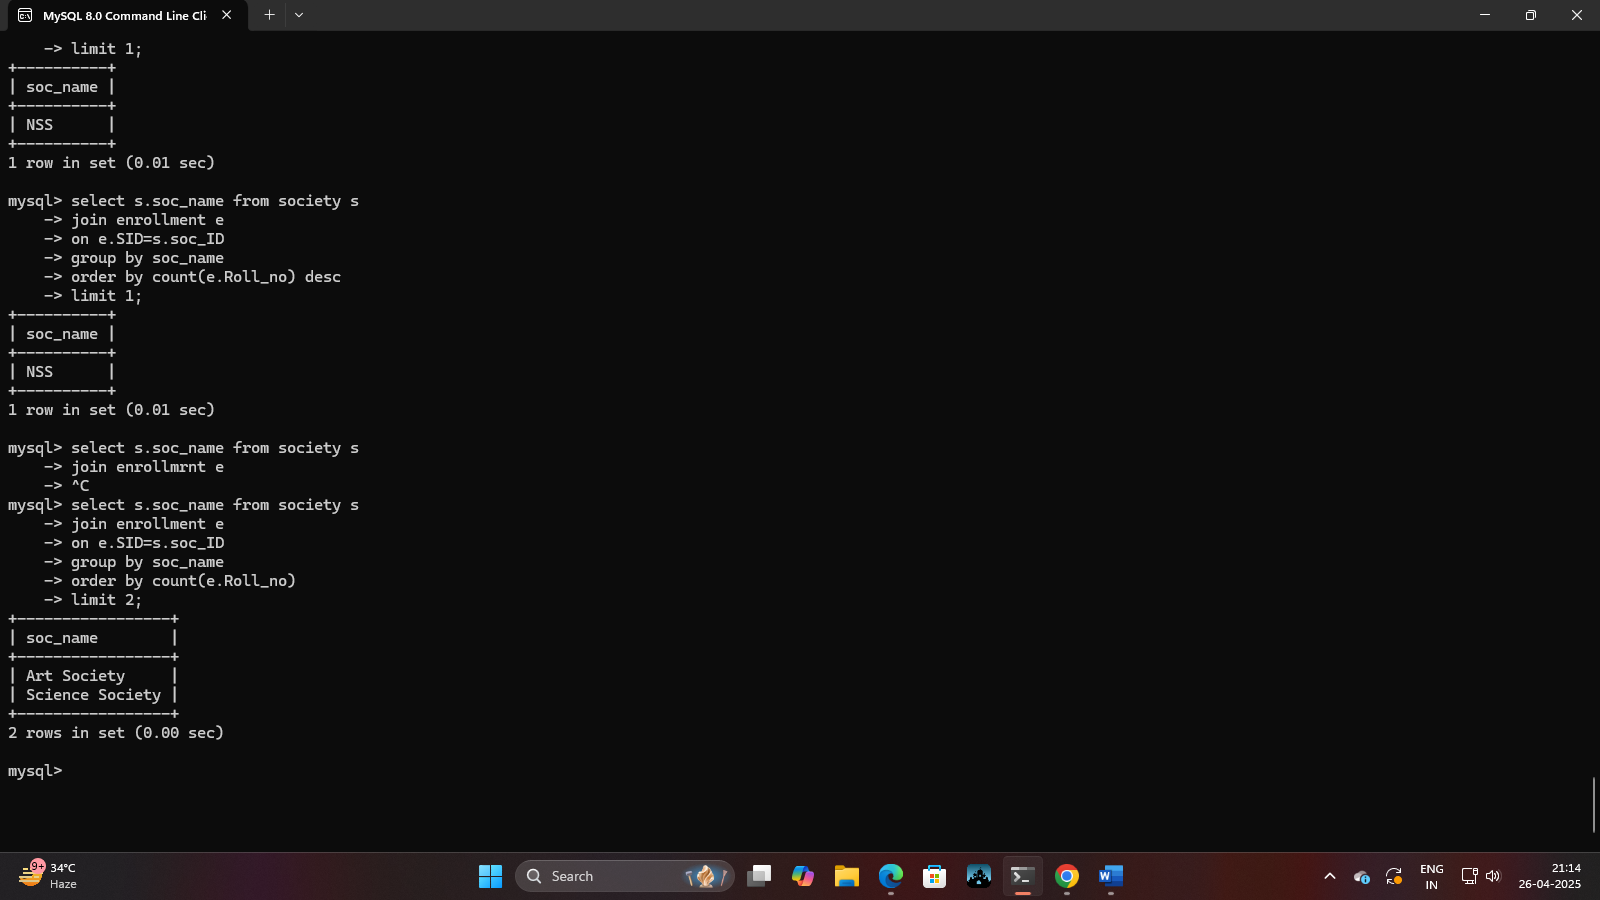 MySQL 8.0 Command Line Cli
-> limit 1;
+----------+
| soc_name |
+----------+
| NSS      |
+----------+
1 row in set (0.01 sec)
mysql> select s.soc_name from society s
    -> join enrollment e
    -> on e.SID=s.soc_ID
    -> group by soc_name
    -> order by count(e.Roll_no) desc
    -> limit 1;
+----------+
| soc_name |
+----------+
| NSS      |
+----------+
1 row in set (0.01 sec)
mysql> select s.soc_name from society s
    -> join enrollmrnt e
    -> ^C
mysql> select s.soc_name from society s
    -> join enrollment e
    -> on e.SID=s.soc_ID
    -> group by soc_name
    -> order by count(e.Roll_no)
    -> limit 2;
+-----------------+
| soc_name        |
+-----------------+
| Art Society     |
| Science Society |
+-----------------+
2 rows in set (0.00 sec)
mysql>
9+
34°C
Haze
Search
ENG
IN
21:14
26-04-2025